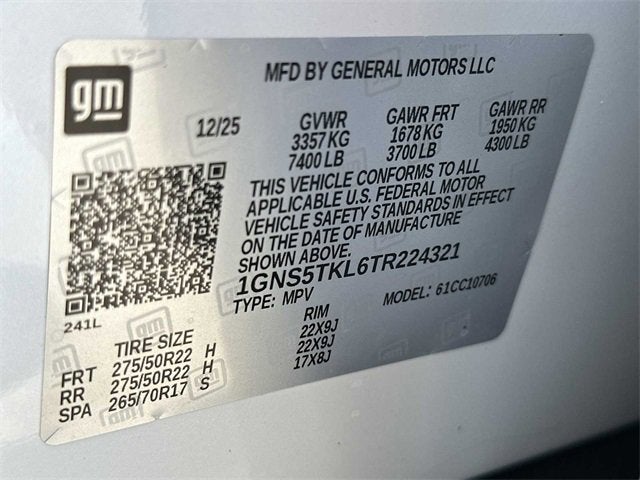 gm
MFD BY GENERAL MOTORS LLC
12/25 GVWR GAWR FRT GAWR RR
3357 KG 1678 KG 1950 KG
7400 LB 3700 LB 4300 LB
THIS VEHICLE CONFORMS TO ALL
APPLICABLE U.S. FEDERAL MOTOR
VEHICLE SAFETY STANDARDS IN EFFECT
ON THE DATE OF MANUFACTURE
SHOWN ABOVE.
1GNS5TKL6TR224321
TYPE: MPV MODEL: 61CC10706
241L
TIRE SIZE RIM
FRT 275/50R22 H 22X9J
RR 275/50R22 H 22X9J
SPA 265/70R17 S 17X8J